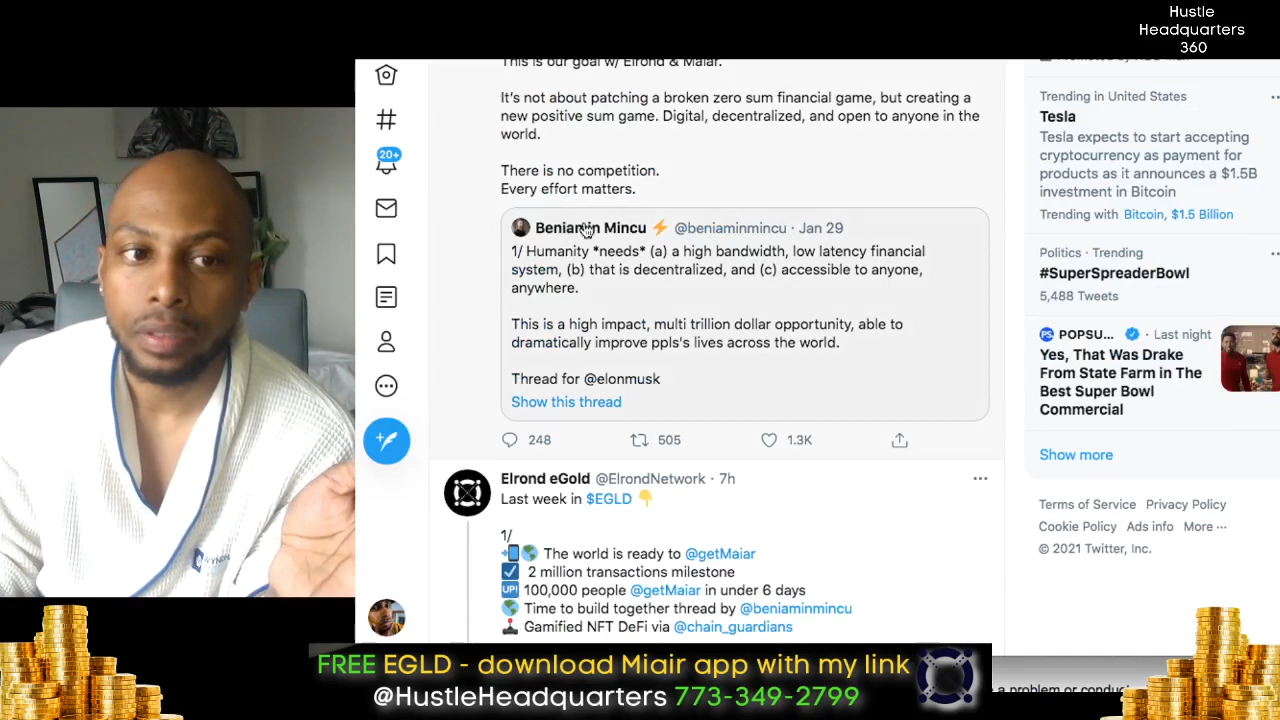 Hustle
Headquarters
360
This is our goal w/ Elrond & Maiar.
It's not about patching a broken zero sum financial game, but creating a
new positive sum game. Digital, decentralized, and open to anyone in the
world.
There is no competition.
Every effort matters.
Beniamin Mincu ⚡ @beniaminmincu · Jan 29
1/ Humanity *needs* (a) a high bandwidth, low latency financial
system, (b) that is decentralized, and (c) accessible to anyone,
anywhere.
This is a high impact, multi trillion dollar opportunity, able to
dramatically improve ppls's lives across the world.
Thread for @elonmusk
Show this thread
248 505 1.3K
Elrond eGold @ElrondNetwork · 7h
Last week in $EGLD 👇
1/
📲🌎 The world is ready to @getMaiar
☑️ 2 million transactions milestone
🆙 100,000 people @getMaiar in under 6 days
🌎 Time to build together thread by @beniaminmincu
🕹️ Gamified NFT DeFi via @chain_guardians
20+
Trending in United States
Tesla
Tesla expects to start accepting
cryptocurrency as payment for
products as it announces a $1.5B
investment in Bitcoin
Trending with Bitcoin, $1.5 Billion
Politics · Trending
#SuperSpreaderBowl
5,488 Tweets
POPSU... · Last night
Yes, That Was Drake
From State Farm in The
Best Super Bowl
Commercial
Show more
Terms of Service Privacy Policy
Cookie Policy Ads info More ···
© 2021 Twitter, Inc.
a problem or
FREE EGLD - download Miair app with my link
@HustleHeadquarters 773-349-2799